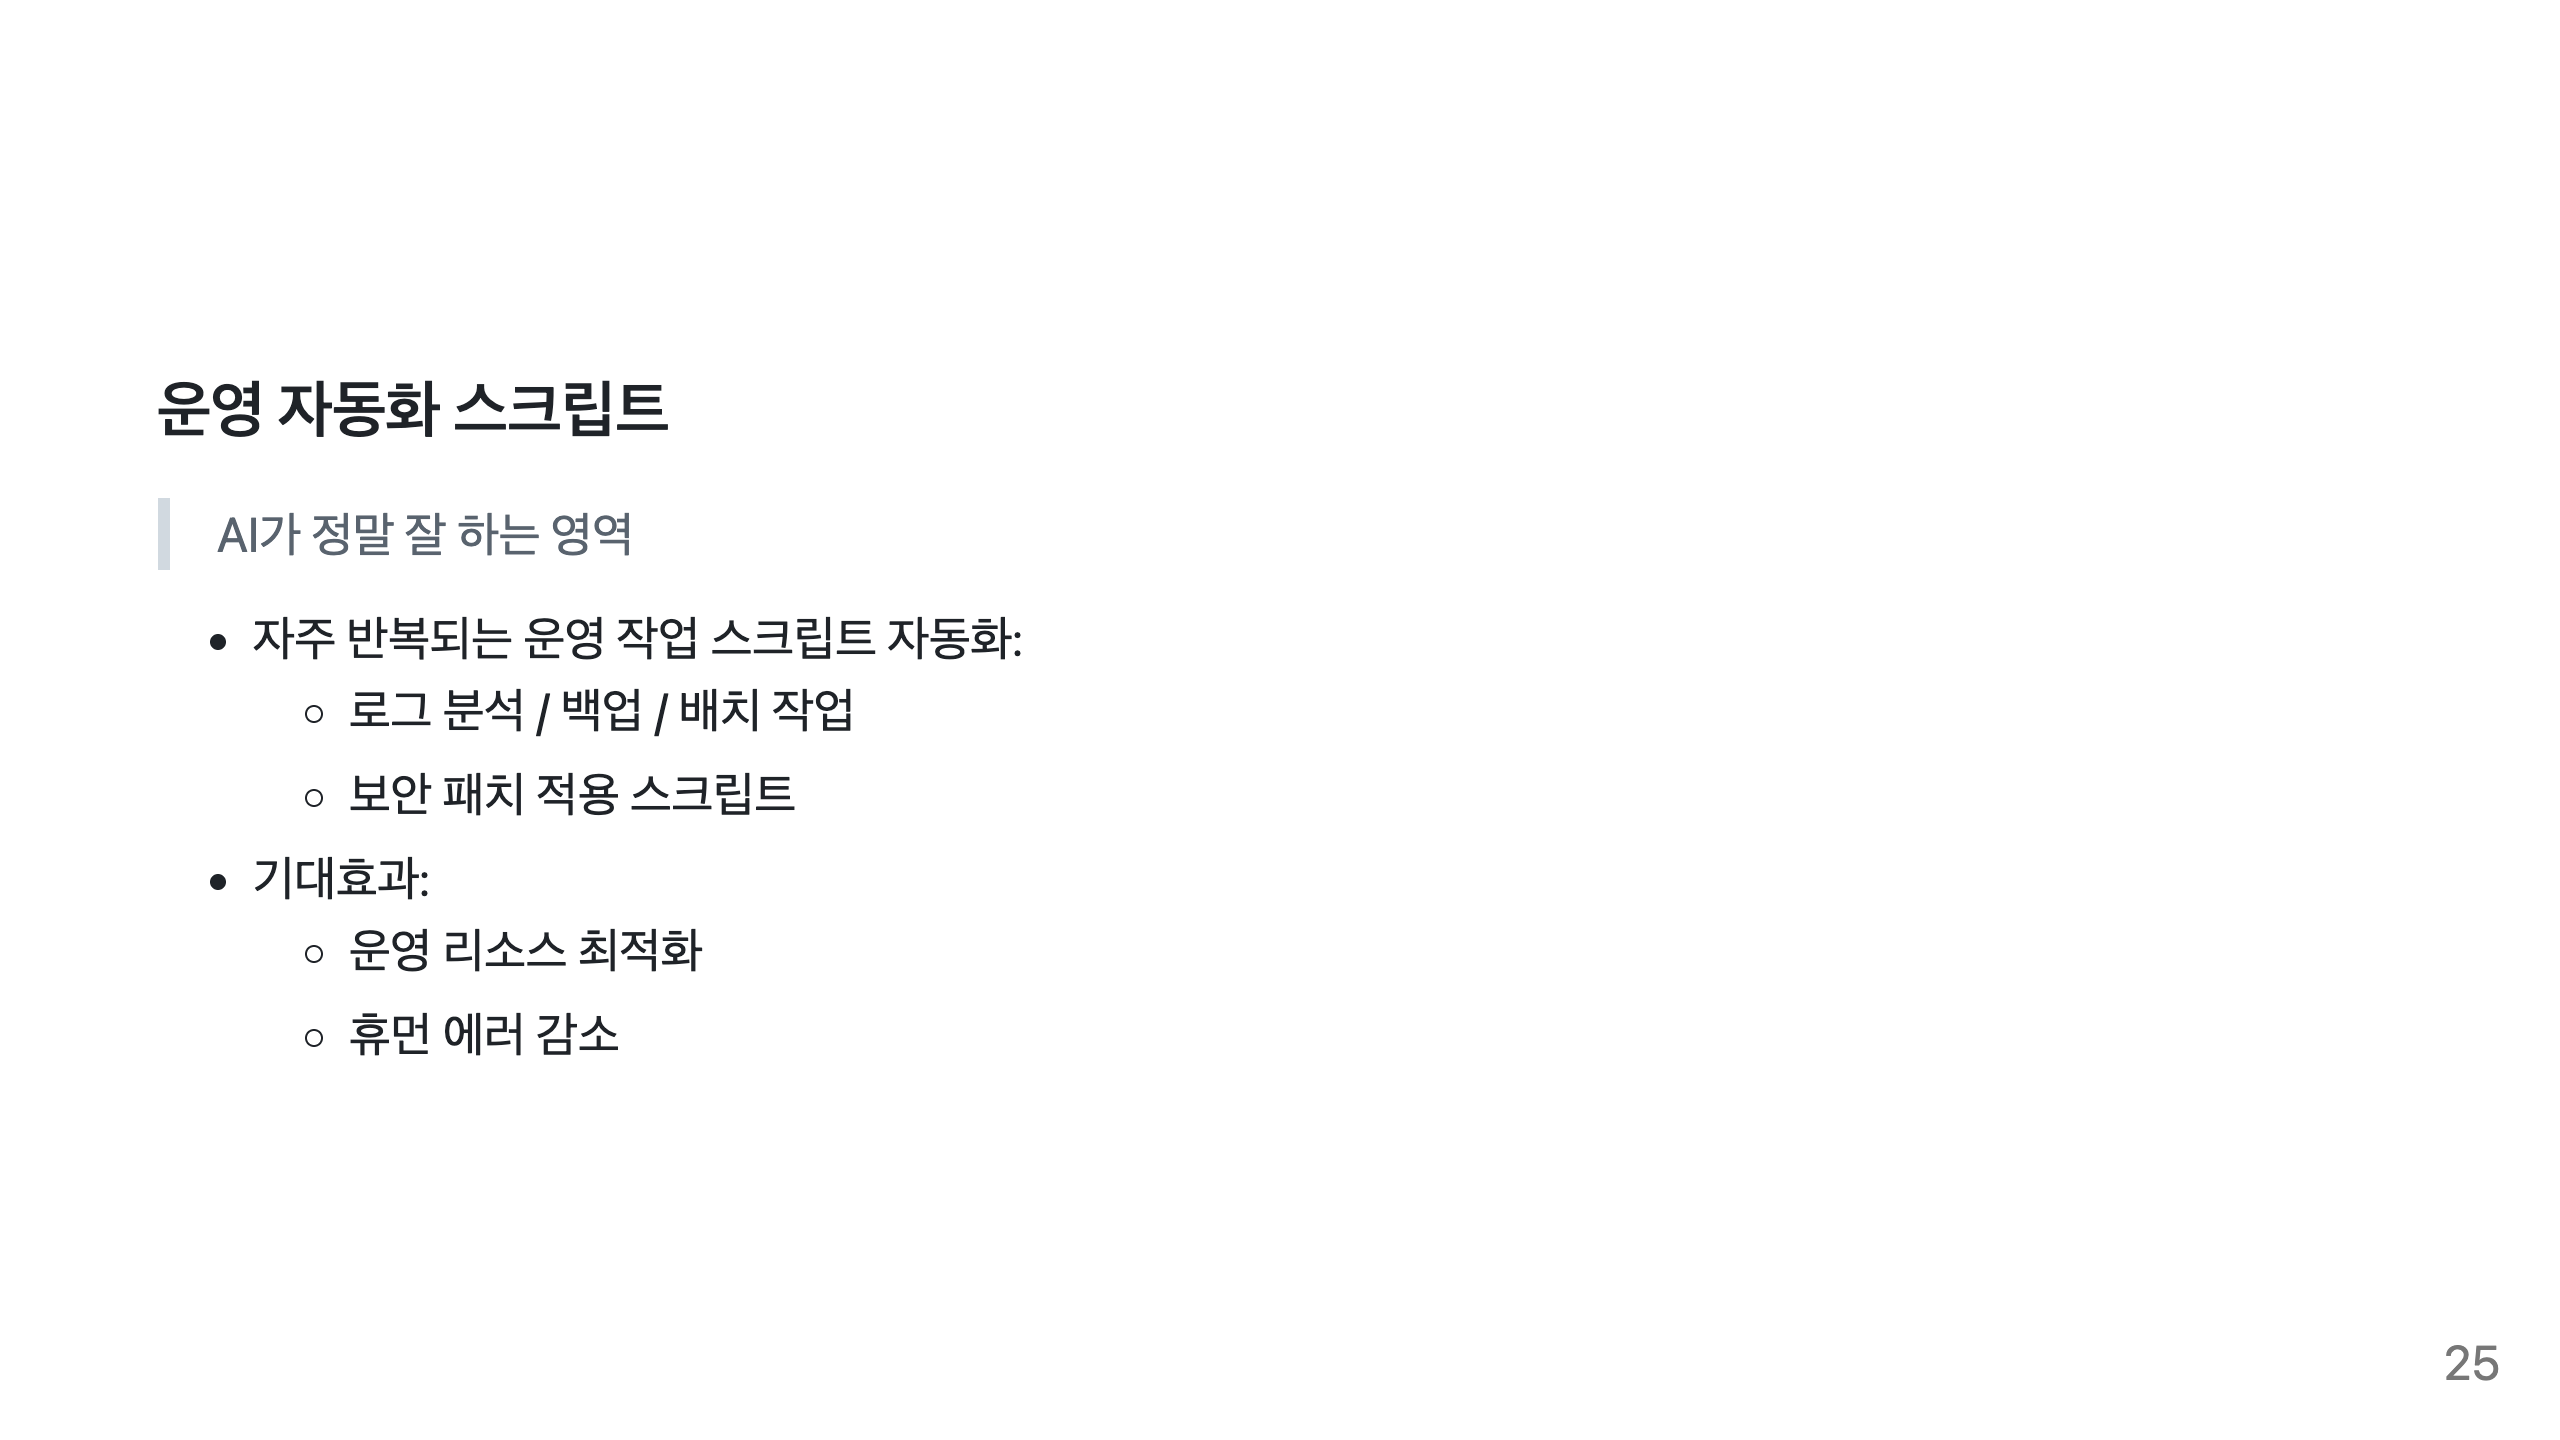 운영 자동화 스크립트
AI가 정말 잘 하는 영역
자주 반복되는 운영 작업 스크립트 자동화:
로그 분석 / 백업 / 배치 작업
보안 패치 적용 스크립트
기대효과:
운영 리소스 최적화
휴먼 에러 감소
25